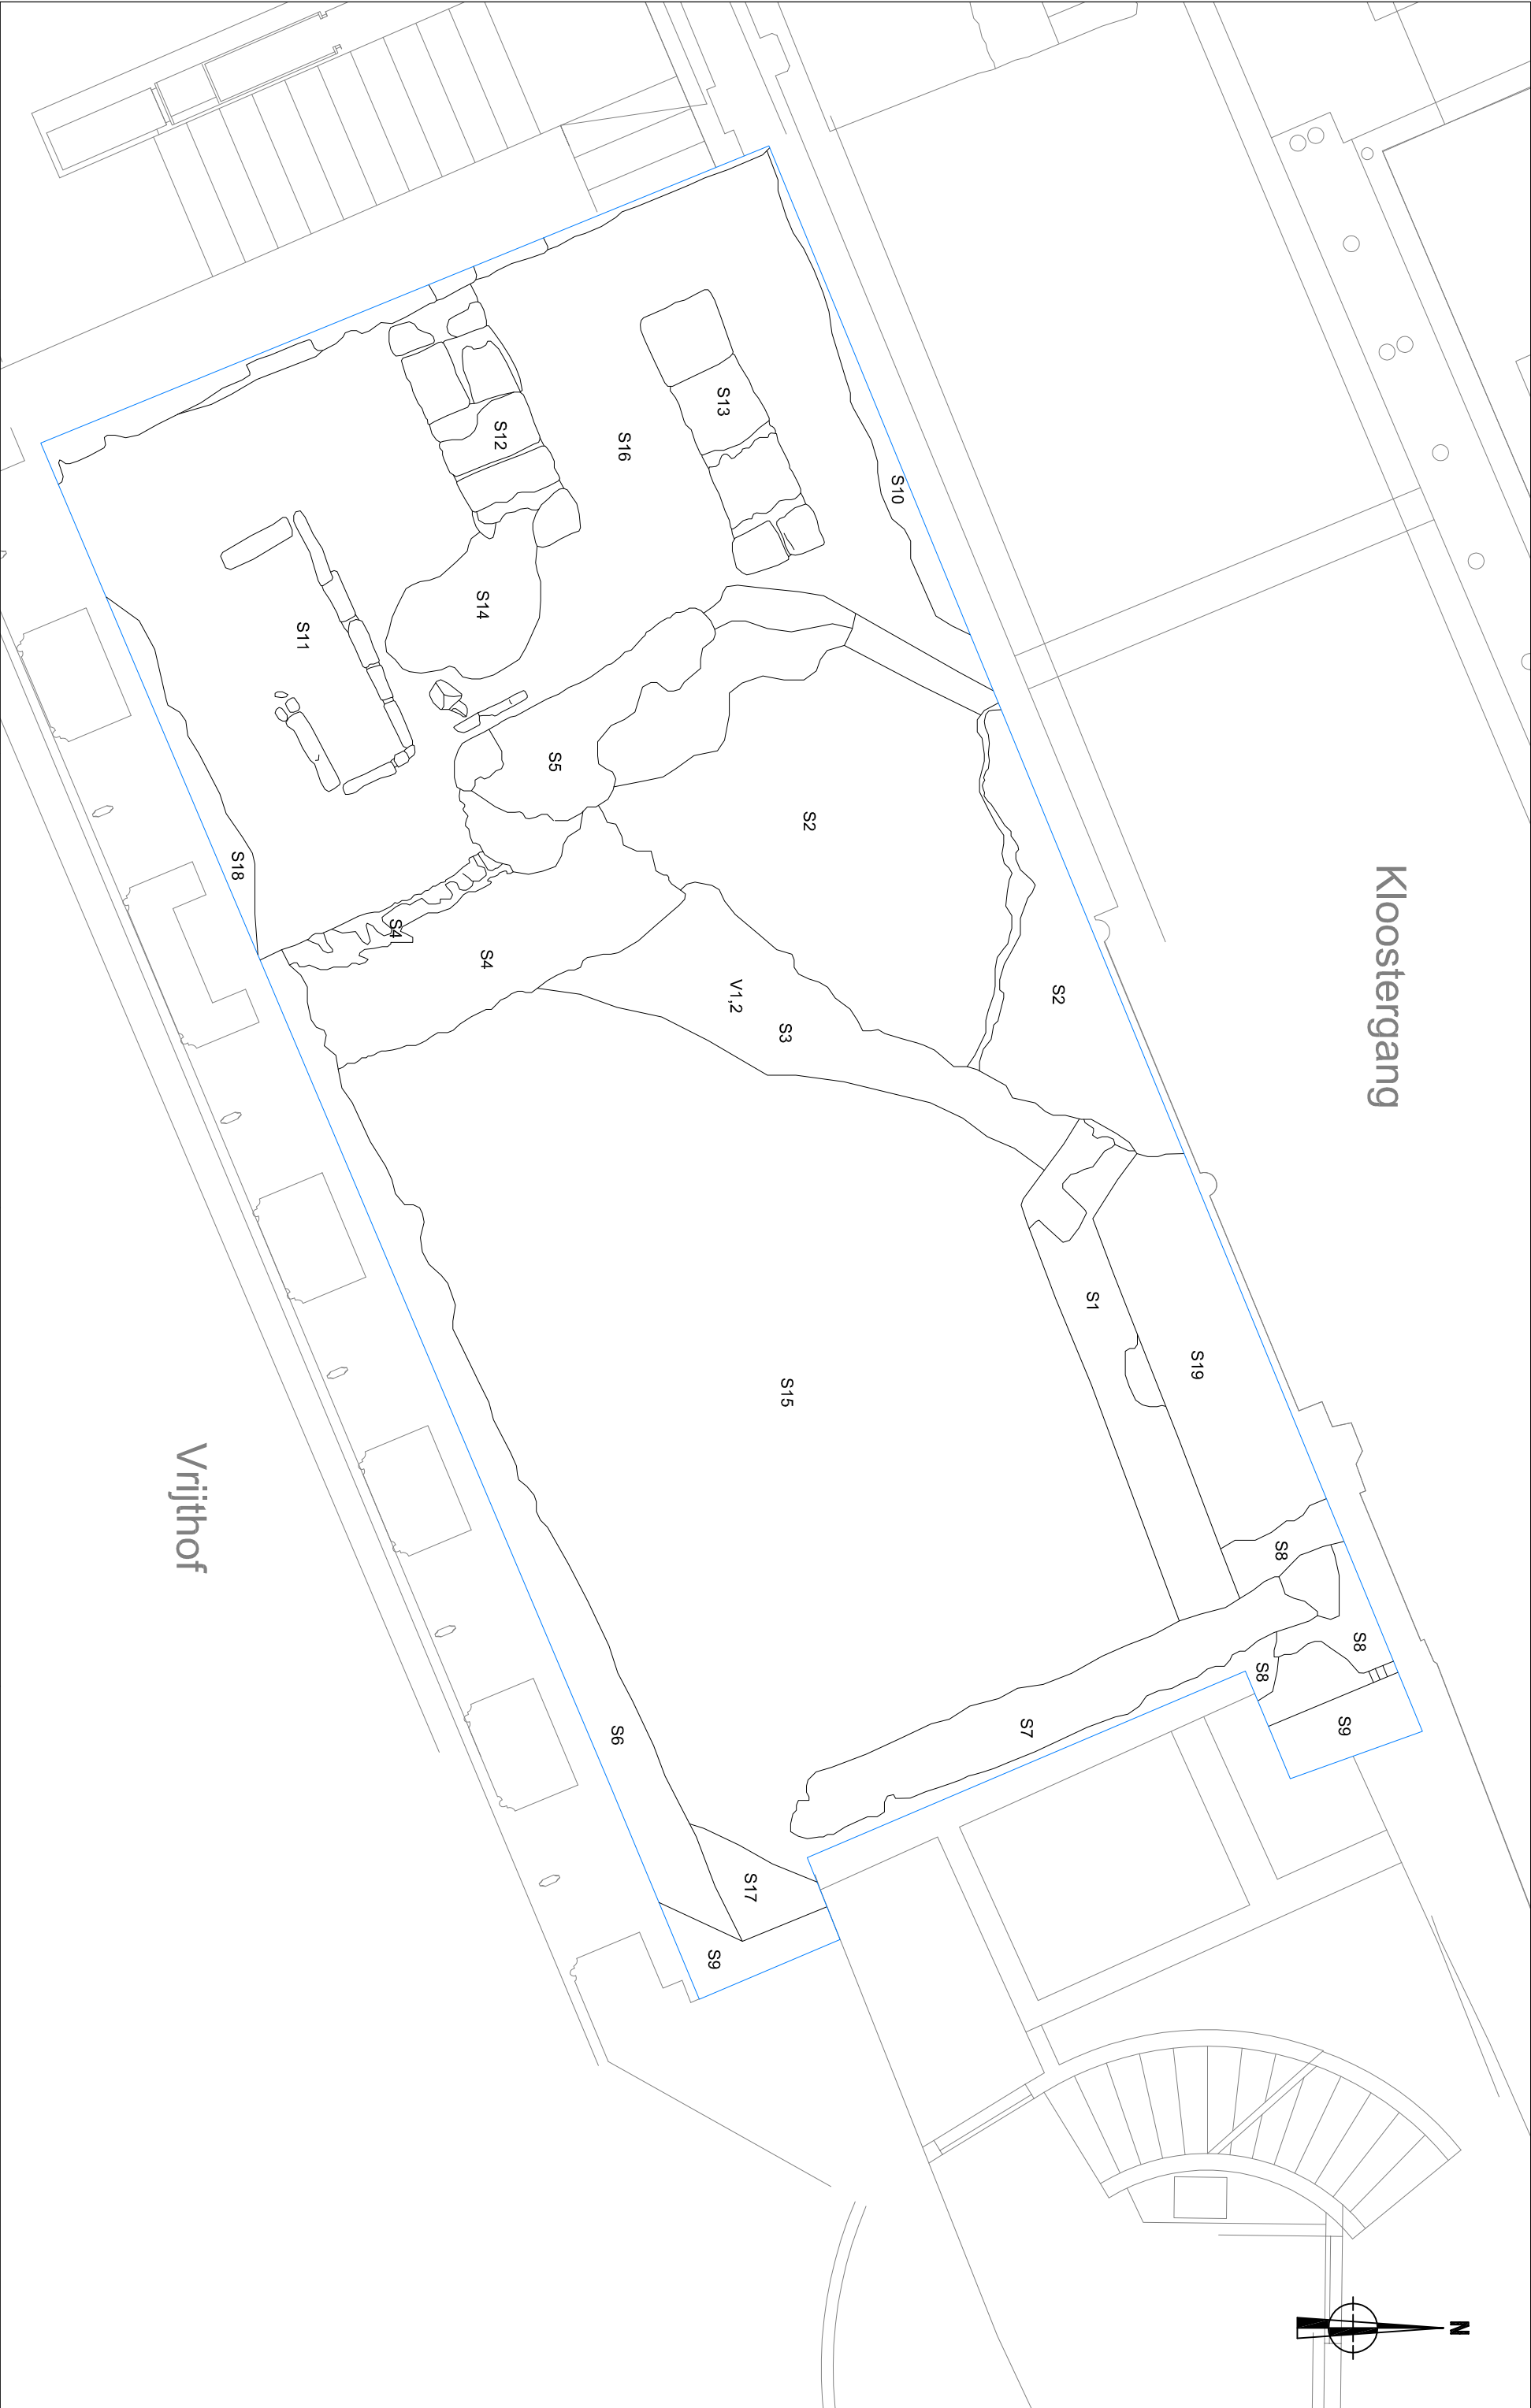 N
Kloostergang
S10
S13
S16
S12
S14
S11
S5
S2
S18
S4
S4
S2
V1,2
S3
S1
S19
S15
S8
S8
S8
S9
S7
S6
S17
S9
Vrijthof